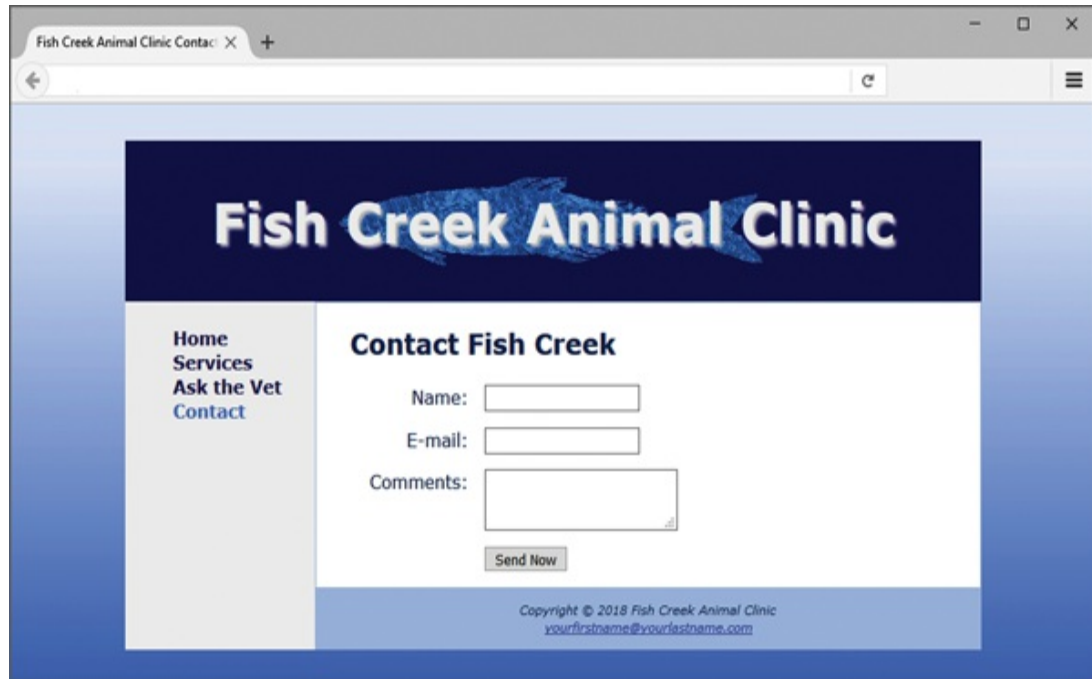 Fish Creek Animal Clinic Contac
Fish Creek Animal Clinic
Home
Services
Ask the Vet
Contact
Contact Fish Creek
Name:
E-mail:
Comments:
Send Now
Copyright © 2018 Fish Creek Animal Clinic
yourfirstname@yourlastname.com